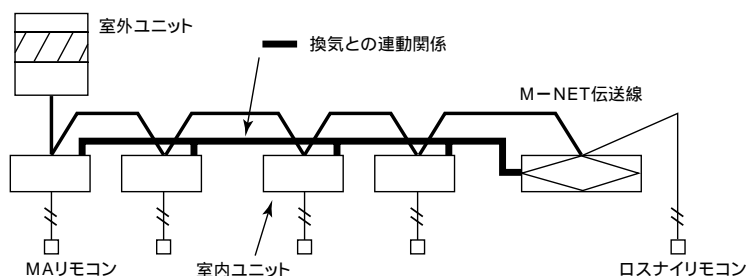 室外ユニット
換気との連動関係
M－NET伝送線
MAリモコン
室内ユニット
ロスナイリモコン